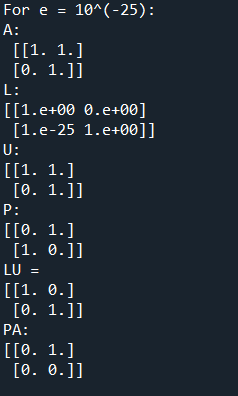 For e = 10^(-25):
A:
[[1. 1.]
[0. 1.]]
L:
[[1.e+00 0.e+00]
[1.e-25 1.e+00]]
U:
[[1. 1.]
[0. 1.]]
P:
[[0. 1.]
[1. 0.]]
LU =
[[1. 0.]
[0. 1.]]
PA:
[[0. 1.]
[0. 0.]]